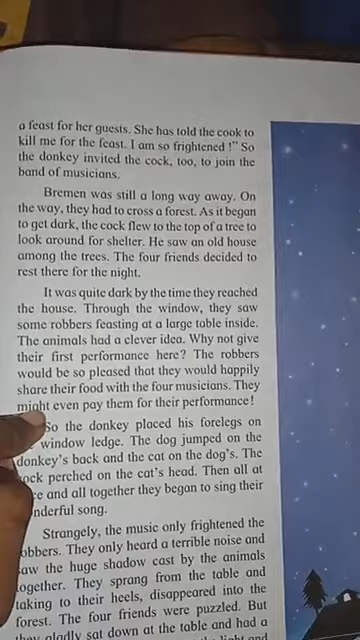 a feast for her guests. She has told the cook to
kill me for the feast. I am so frightened !" So
the donkey invited the cock, too, to join the
band of musicians.
Bremen was still a long way away. On
the way, they had to cross a forest. As it began
to get dark, the cock flew to the top of a tree to
look around for shelter. He saw an old house
among the trees. The four friends decided to
rest there for the night.
It was quite dark by the time they reached
the house. Through the window, they saw
some robbers feasting at a large table inside.
The animals had a clever idea. Why not give
their first performance here? The robbers
would be so pleased that they would happily
share their food with the four musicians. They
might even pay them for their performance!
So the donkey placed his forelegs on
window ledge. The dog jumped on the
donkey's back and the cat on the dog's. The
ock perched on the cat's head. Then all at
ce and all together they began to sing their
nderful song.
Strangely, the music only frightened the
obbers. They only heard a terrible noise and
aw the huge shadow cast by the animals
ogether. They sprang from the table and
taking to their heels, disappeared into the
forest. The four friends were puzzled. But
they gladly sat down at the table and had a
light and